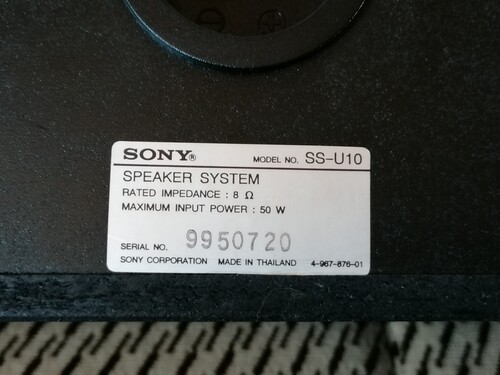 SONY® MODEL NO. SS-U10
SPEAKER SYSTEM
RATED IMPEDANCE : 8 Ω
MAXIMUM INPUT POWER : 50 W
SERIAL NO. 9950720
SONY CORPORATION MADE IN THAILAND 4-967-876-01